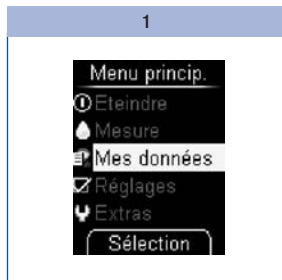 1
Menu princip.
Eteindre
Mesure
Mes données
Réglages
Extras
Sélection